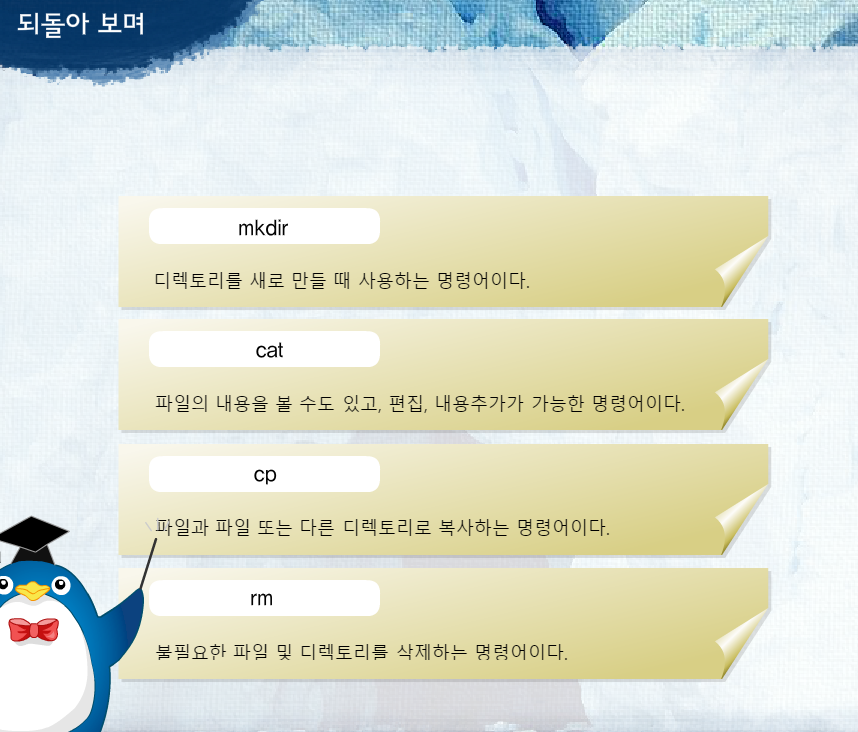 되돌아 보며
mkdir
디렉토리를 새로 만들 때 사용하는 명령어이다.
cat
파일의 내용을 볼 수도 있고, 편집, 내용추가가 가능한 명령어이다.
cp
파일과 파일 또는 다른 디렉토리로 복사하는 명령어이다.
rm
불필요한 파일 및 디렉토리를 삭제하는 명령어이다.